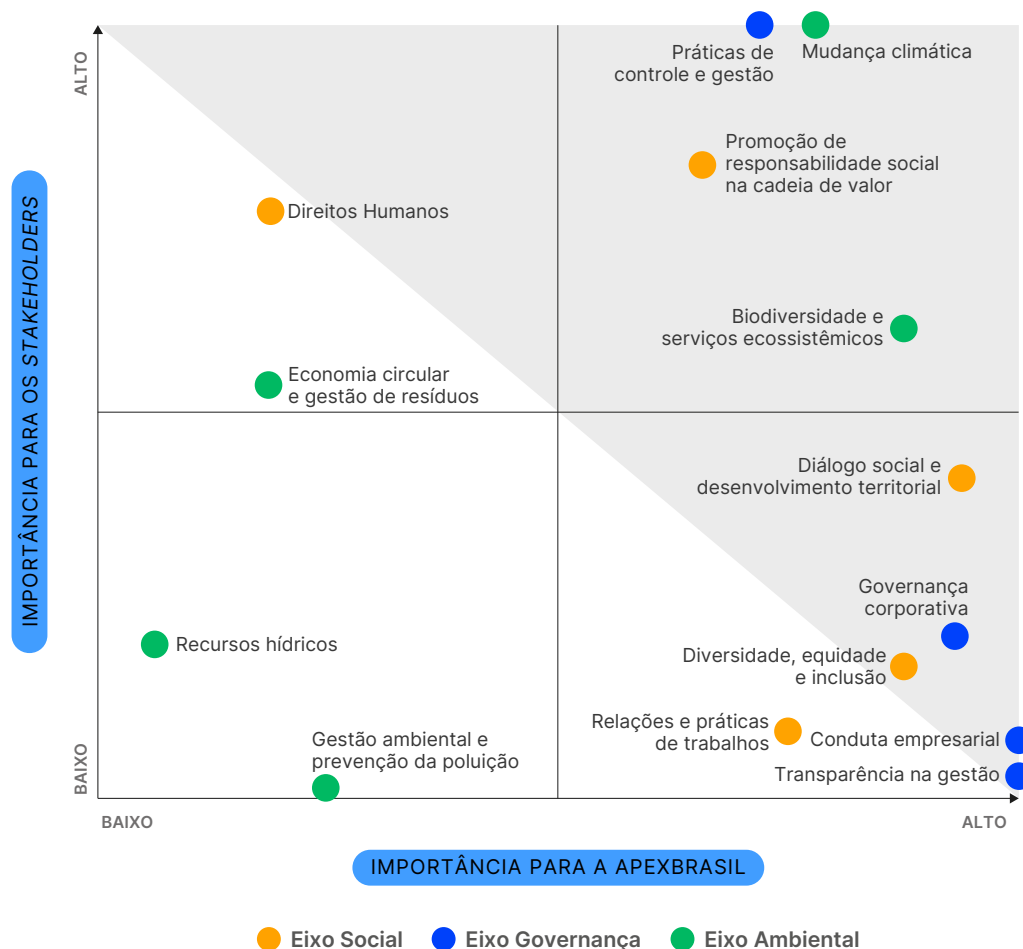 ALTO
Práticas de
controle e gestão
Mudança climática
Promoção de
responsabilidade social
na cadeia de valor
Direitos Humanos
Biodiversidade e
serviços ecossistêmicos
Economia circular
e gestão de resíduos
IMPORTÂNCIA PARA OS STAKEHOLDERS
Diálogo social e
desenvolvimento territorial
Governança
corporativa
Recursos hídricos
Diversidade, equidade
e inclusão
Relações e práticas
de trabalhos
Conduta empresarial
Gestão ambiental e
prevenção da poluição
Transparência na gestão
BAIXO
BAIXO
ALTO
IMPORTÂNCIA PARA A APEXBRASIL
Eixo Social
Eixo Governança
Eixo Ambiental